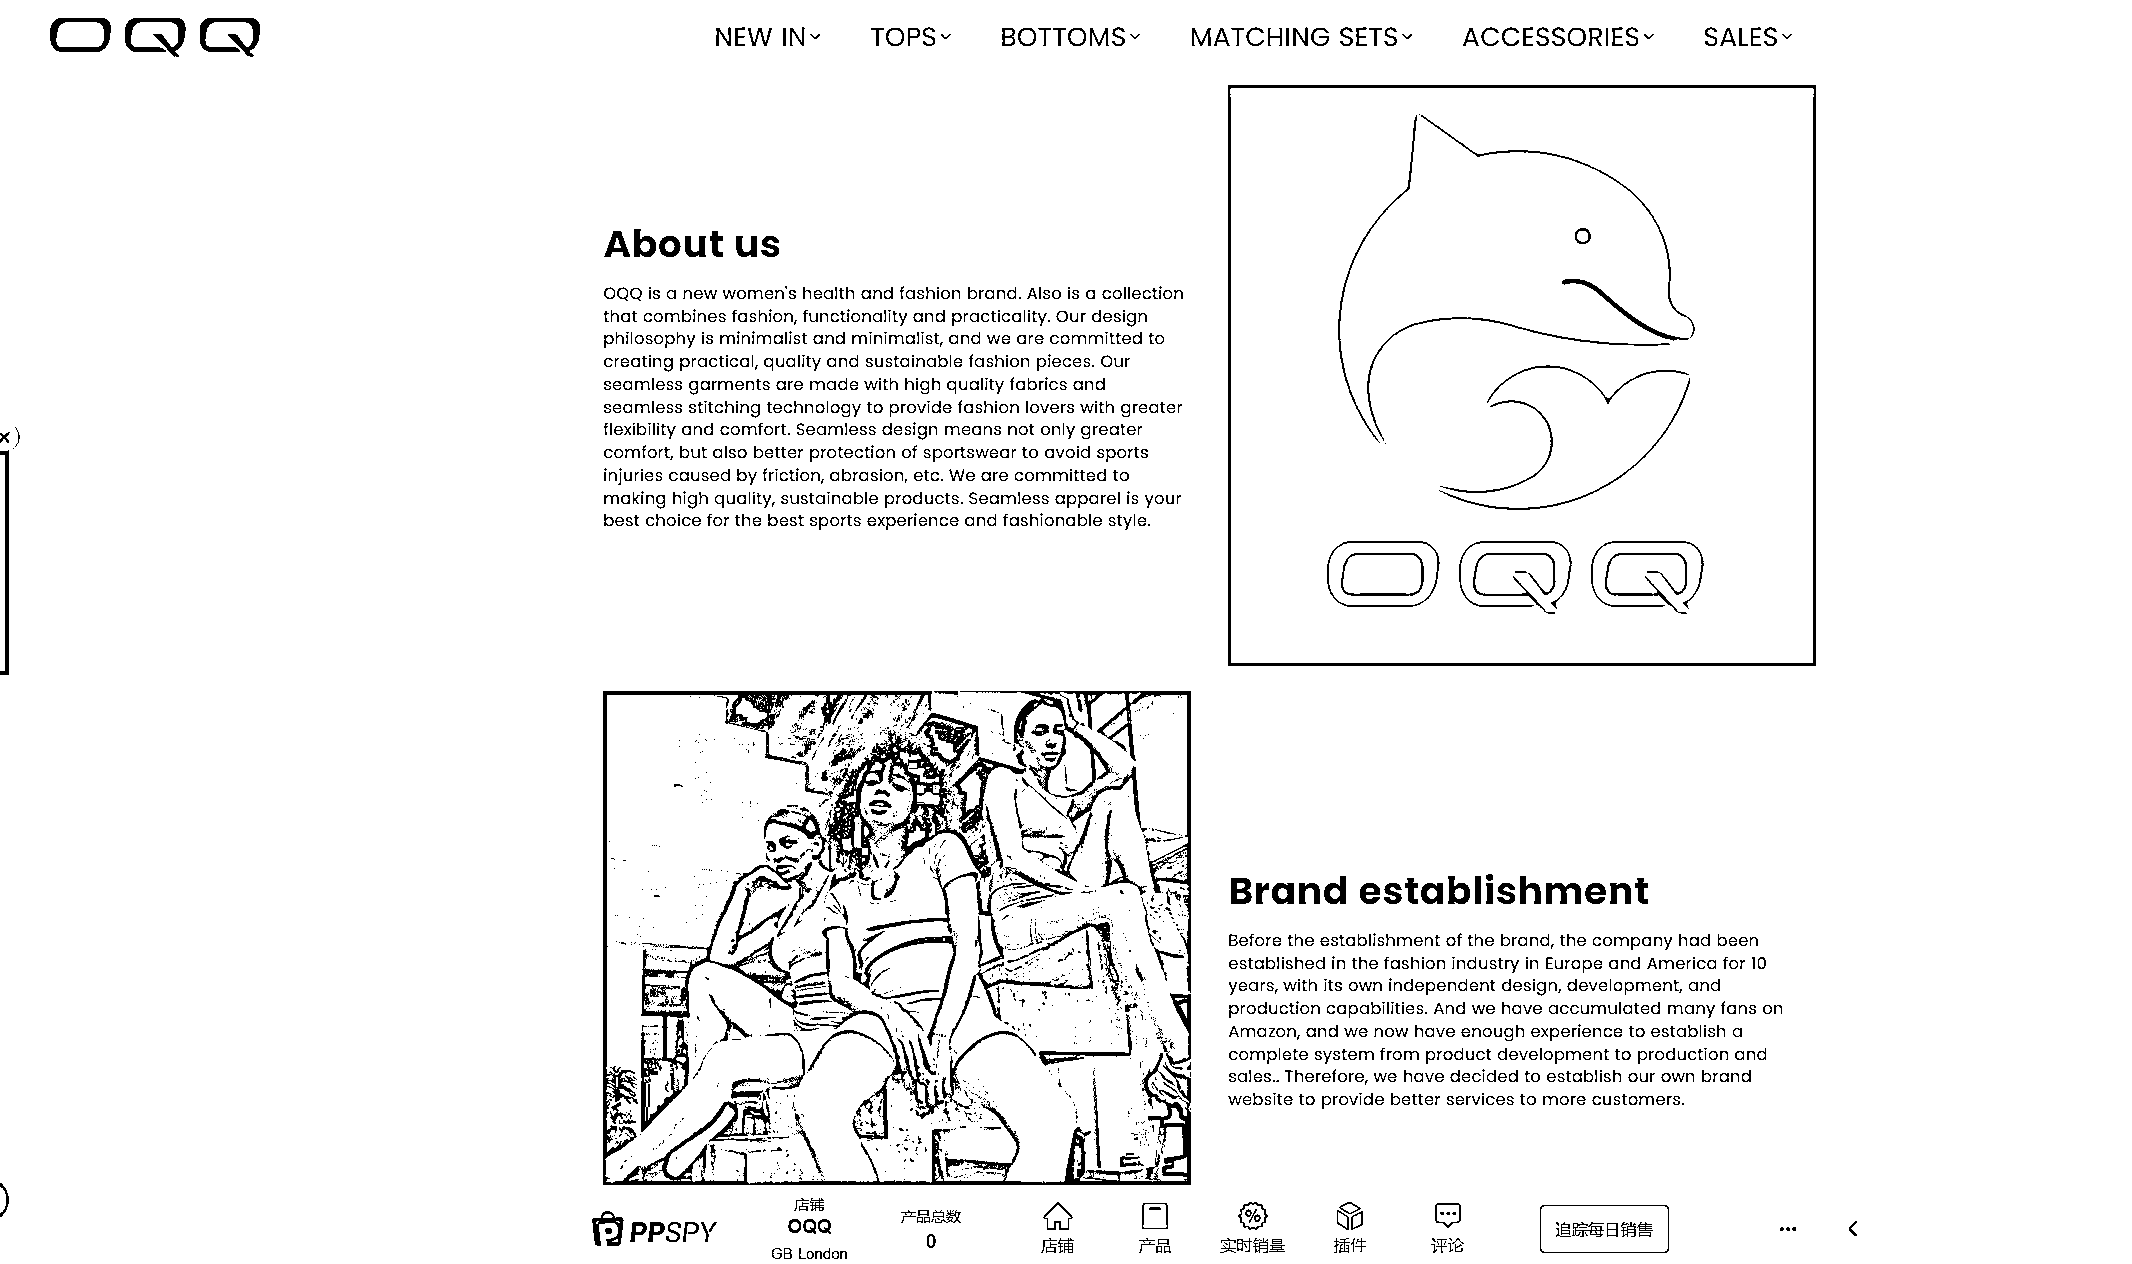 OQQ
NEW IN TOPS BOTTOMS MATCHING SETS ACCESSORIES SALES
About us
OQQ is a new women's health and fashion brand. Also is a collection
that combines fashion, functionality and practicality. Our design
philosophy is minimalist and minimalist, and we are committed to
creating practical, quality and sustainable fashion pieces. Our
seamless garments are made with high quality fabrics and
seamless stitching technology to provide fashion lovers with greater
flexibility and comfort. Seamless design means not only greater
comfort, but also better protection of sportswear to avoid sports
injuries caused by friction, abrasion, etc. We are committed to
making high quality, sustainable products. Seamless apparel is your
best choice for the best sports experience and fashionable style.
OQQ
Brand establishment
Before the establishment of the brand, the company had been
established in the fashion industry in Europe and America for 10
years, with its own independent design, development, and
production capabilities. And we have accumulated many fans on
Amazon, and we now have enough experience to establish a
complete system from product development to production and
sales.. Therefore, we have decided to establish our own brand
website to provide better services to more customers.
PPSPY
店铺
OQQ
GB London
产品总数
0
店铺
产品
实时销量
插件
评论
追踪每日销售